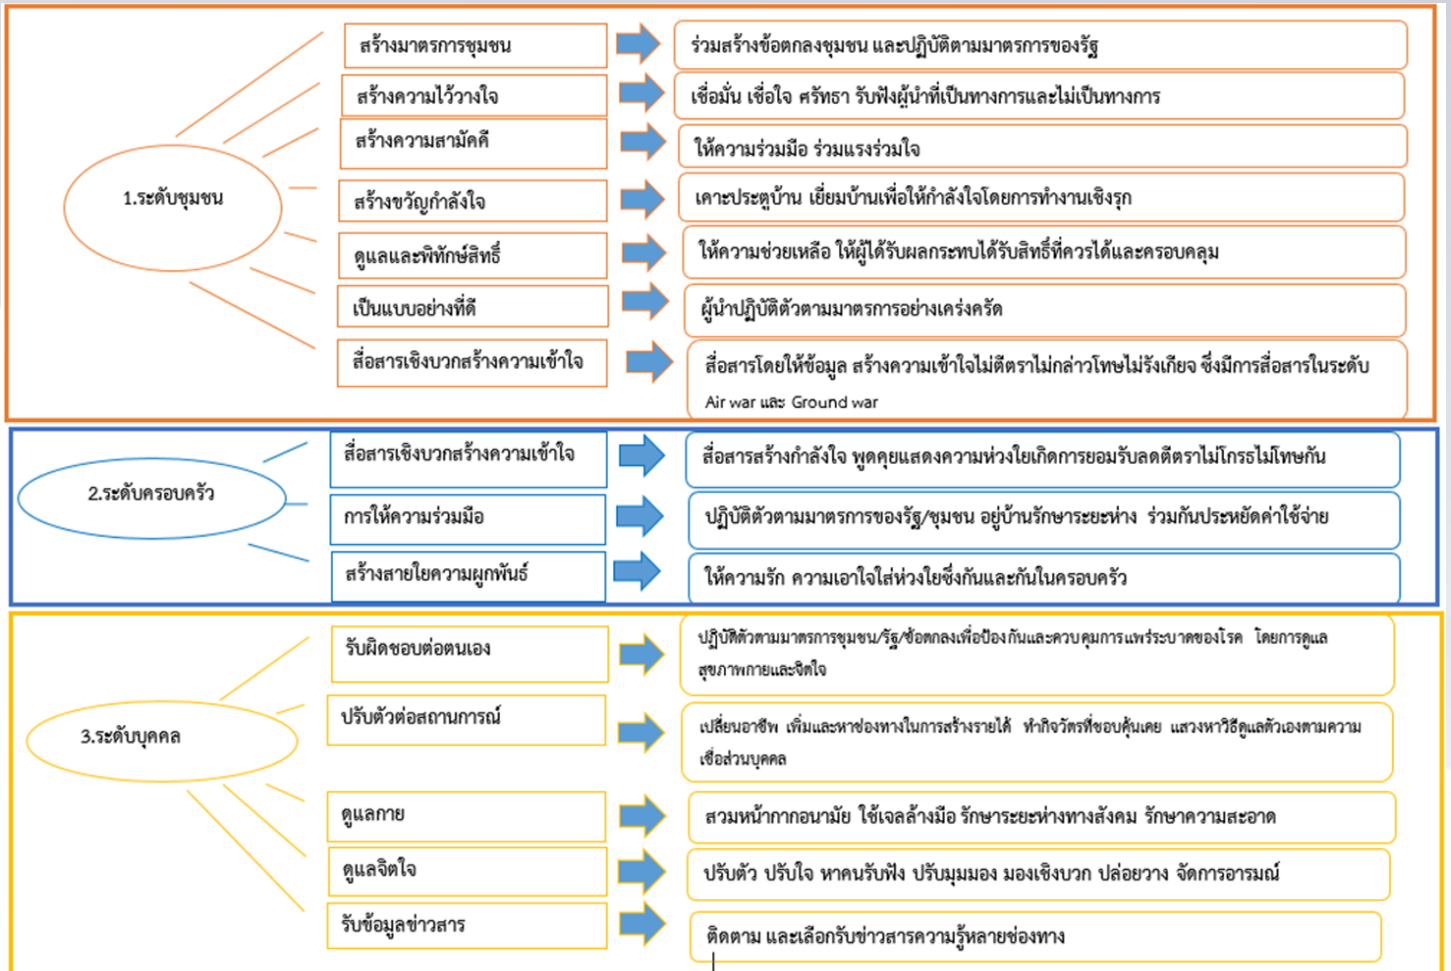 1.ระดับชุมชน
สร้างมาตรการชุมชน
ร่วมสร้างข้อตกลงชุมชน และปฏิบัติตามมาตรการของรัฐ
สร้างความไว้วางใจ
เชื่อมั่น เชื่อใจ ศรัทธา รับฟังผู้นำที่เป็นทางการและไม่เป็นทางการ
สร้างความสามัคคี
ให้ความร่วมมือ ร่วมแรงร่วมใจ
สร้างขวัญกำลังใจ
เคาะประตูบ้าน เยี่ยมบ้านเพื่อให้กำลังใจโดยการทำงานเชิงรุก
ดูแลและพิทักษ์สิทธิ์
ให้ความช่วยเหลือ ให้ผู้ได้รับผลกระทบได้รับสิทธิ์ที่ควรได้และครอบคลุม
เป็นแบบอย่างที่ดี
ผู้นำปฏิบัติตัวตามมาตรการอย่างเคร่งครัด
สื่อสารเชิงบวกสร้างความเข้าใจ
สื่อสารโดยให้ข้อมูล สร้างความเข้าใจไม่ตีตราไม่กล่าวโทษไม่รังเกียจ ซึ่งมีการสื่อสารในระดับ
Air war และ Ground war
2.ระดับครอบครัว
สื่อสารเชิงบวกสร้างความเข้าใจ
สื่อสารสร้างกำลังใจ พูดคุยแสดงความห่วงใยเกิดการยอมรับลดตีตราไม่โกรธไม่โทษกัน
การให้ความร่วมมือ
ปฏิบัติตัวตามมาตรการของรัฐ/ชุมชน อยู่บ้านรักษาระยะห่าง ร่วมกันประหยัดค่าใช้จ่าย
สร้างสายใยความผูกพันธ์
ให้ความรัก ความเอาใจใส่ห่วงใยซึ่งกันและกันในครอบครัว
3.ระดับบุคคล
รับผิดชอบต่อตนเอง
ปฏิบัติตัวตามมาตรการชุมชน/รัฐ/ข้อตกลงเพื่อป้องกันและควบคุมการแพร่ระบาดของโรค โดยการดูแล
สุขภาพกายและจิตใจ
ปรับตัวต่อสถานการณ์
เปลี่ยนอาชีพ เพิ่มและหาช่องทางในการสร้างรายได้ ทำกิจวัตรที่ชอบคุ้นเคย แสวงหาวิธีดูแลตัวเองตามความ
เชื่อส่วนบุคคล
ดูแลกาย
สวมหน้ากากอนามัย ใช้เจลล้างมือ รักษาระยะห่างทางสังคม รักษาความสะอาด
ดูแลจิตใจ
ปรับตัว ปรับใจ หาคนรับฟัง ปรับมุมมอง มองเชิงบวก ปล่อยวาง จัดการอารมณ์
รับข้อมูลข่าวสาร
ติดตาม และเลือกรับข่าวสารความรู้หลายช่องทาง